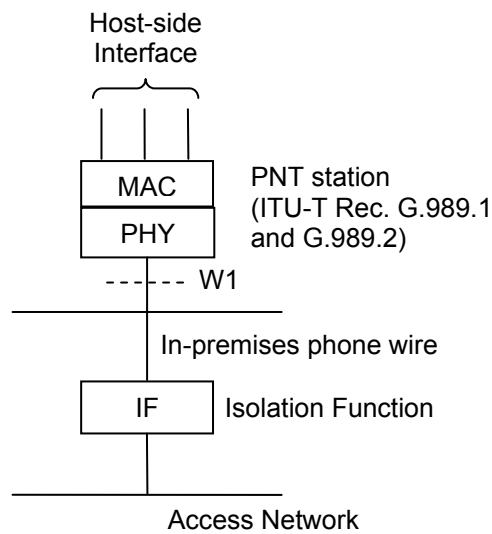 Host-side
Interface
MAC
PHY
PNT station
(ITU-T Rec. G.989.1
and G.989.2)
W1
In-premises phone wire
IF
Isolation Function
Access Network